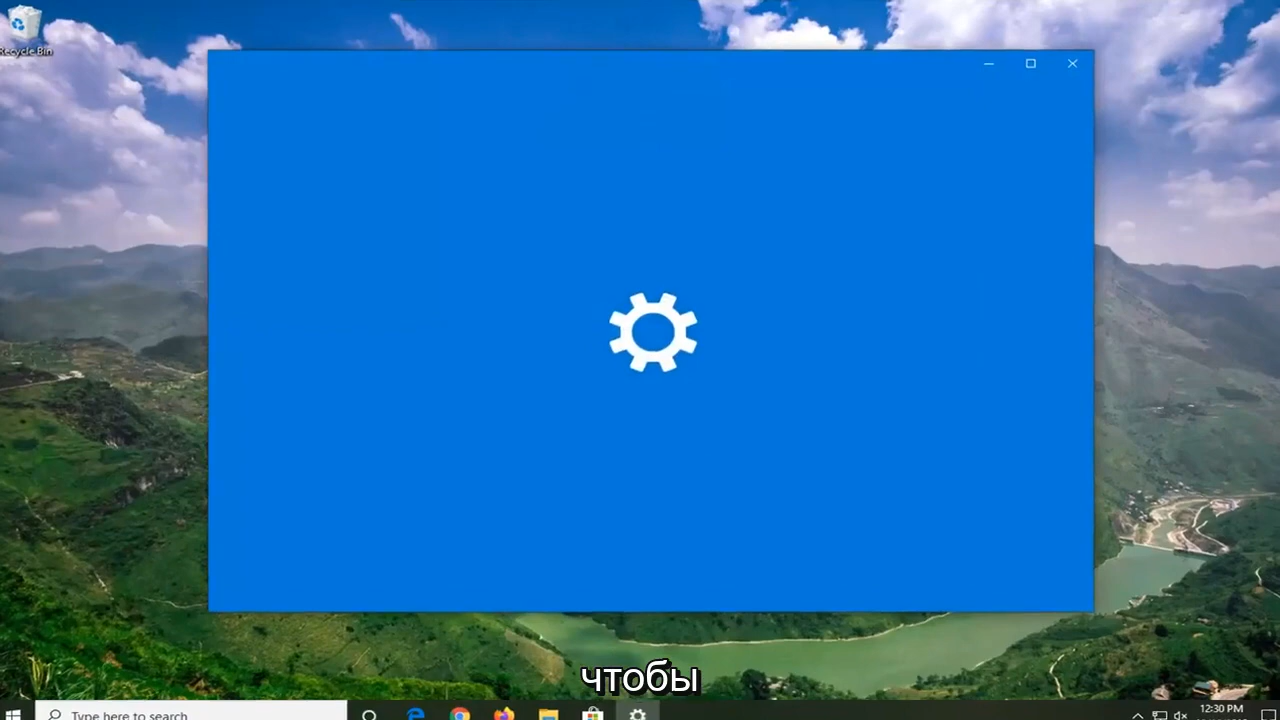 Recycle Bin
чтобы
Type here to search
12:30 PM